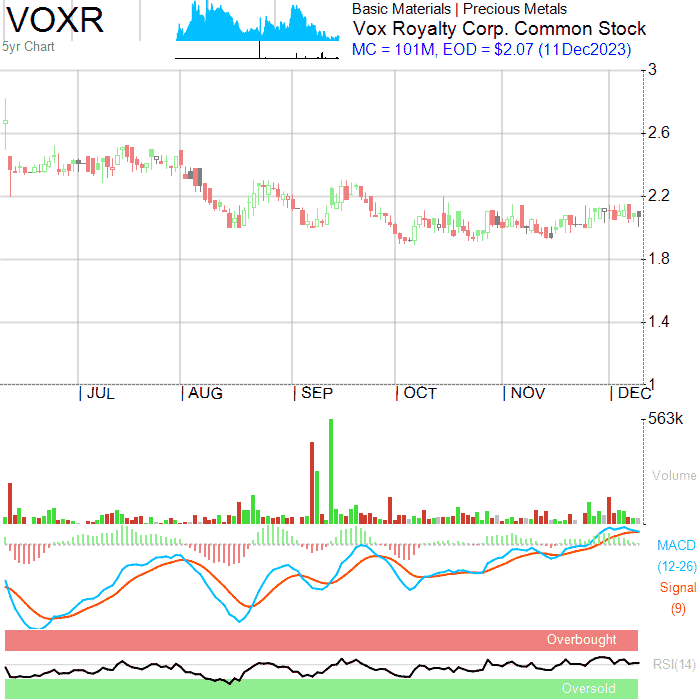 VOXR
5yr Chart
Basic Materials | Precious Metals
Vox Royalty Corp. Common Stock
MC = 101M, EOD = $2.07 (11Dec2023)
3
2.6
2.2
1.8
1.4
1
| JUL | AUG | SEP | OCT | NOV | DEC
563k
Volume
MACD
(12-26)
Signal
(9)
Overbought
RSI(14)
Oversold